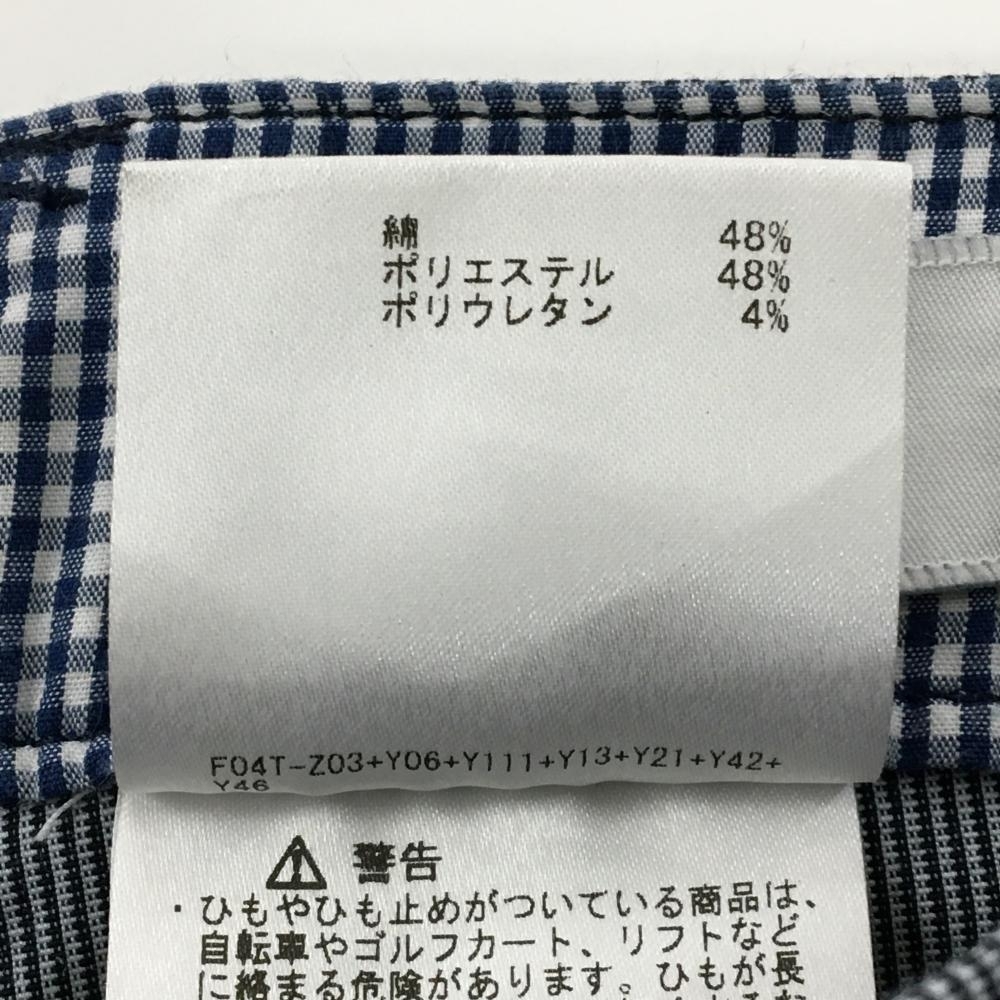 綿 48%
ポリエステル 48%
ポリウレタン 4%
F04T-Z03+Y06+Y111+Y13+Y21+Y42+
Y46
警告
・ひもやひも止めがついている商品は、
自転車やゴルフカート、リフトなど
に絡まる危険があります。ひもが長